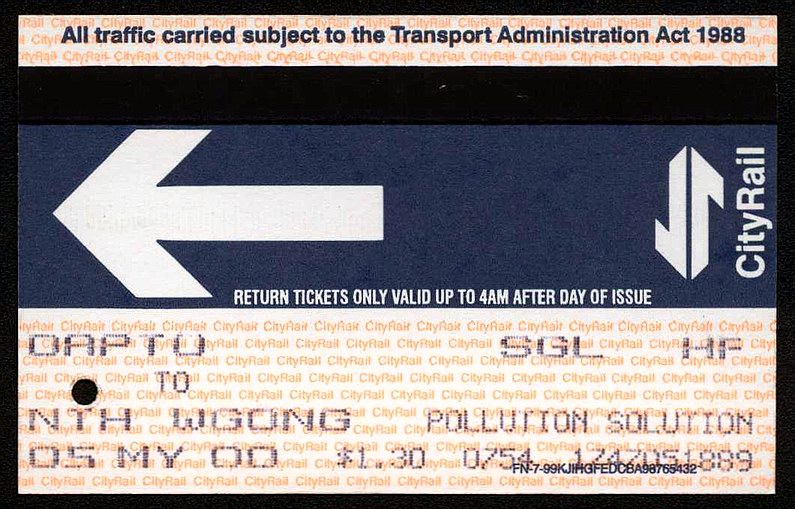 All traffic carried subject to the Transport Administration Act 1988
CityRail
RETURN TICKETS ONLY VALID UP TO 4AM AFTER DAY OF ISSUE
DAPTO SGL HF
TO
NTH WGONG POLLUTION SOLUTION
05 MY 00 $1.30 0754 1747051889
FN-7-99KJIHGFEDCBA98765432